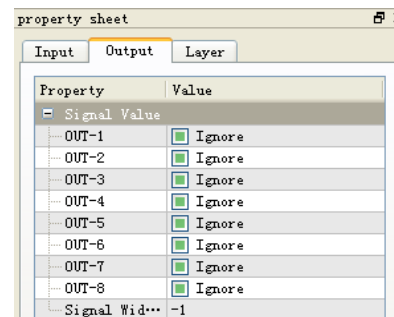 property sheet
Input Output Layer
Property Value
Signal Value
OUT-1 Ignore
OUT-2 Ignore
OUT-3 Ignore
OUT-4 Ignore
OUT-5 Ignore
OUT-6 Ignore
OUT-7 Ignore
OUT-8 Ignore
Signal Wid... -1